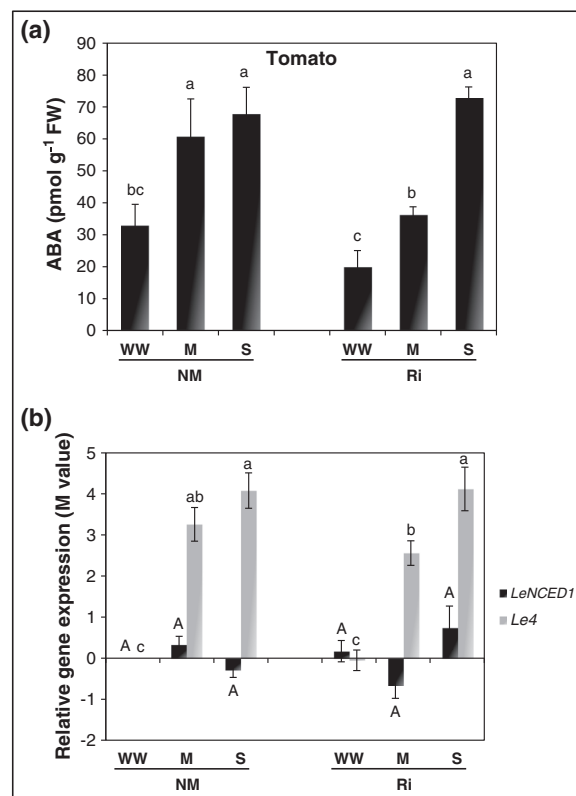 (a)
Tomato
ABA (pmol g⁻¹ FW)
90
80
70
60
50
40
30
20
10
0
bc
a
a
c
b
a
WW M S WW M S
NM Ri
(b)
Relative gene expression (M value)
5
4
3
2
1
0
-1
-2
A c
A ab
A a
A c
A b
A a
LeNCED1
Le4
WW M S WW M S
NM Ri